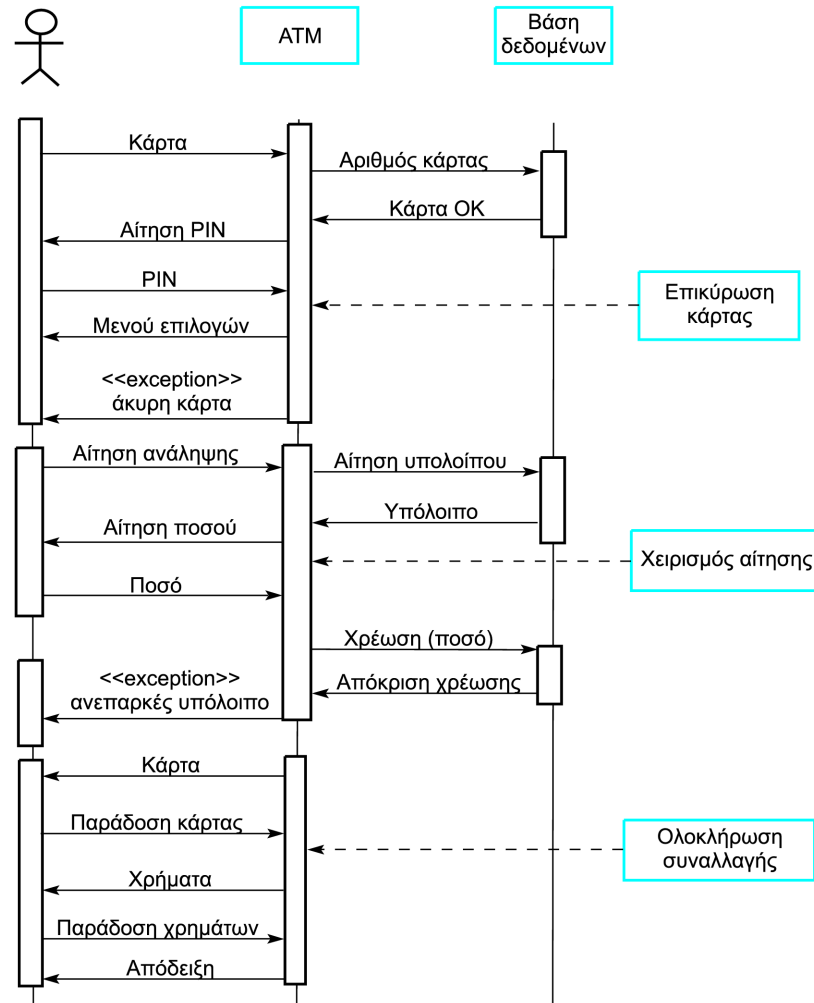 ATM
Βάση
δεδομένων
Κάρτα
Αριθμός κάρτας
Κάρτα OK
Αίτηση PIN
PIN
Επικύρωση
κάρτας
Μενού επιλογών
<<exception>>
άκυρη κάρτα
Αίτηση ανάληψης
Αίτηση υπολοίπου
Υπόλοιπο
Αίτηση ποσού
Χειρισμός αίτησης
Ποσό
Χρέωση (ποσό)
<<exception>>
ανεπαρκές υπόλοιπο
Απόκριση χρέωσης
Κάρτα
Παράδοση κάρτας
Ολοκλήρωση
συναλλαγής
Χρήματα
Παράδοση χρημάτων
Απόδειξη